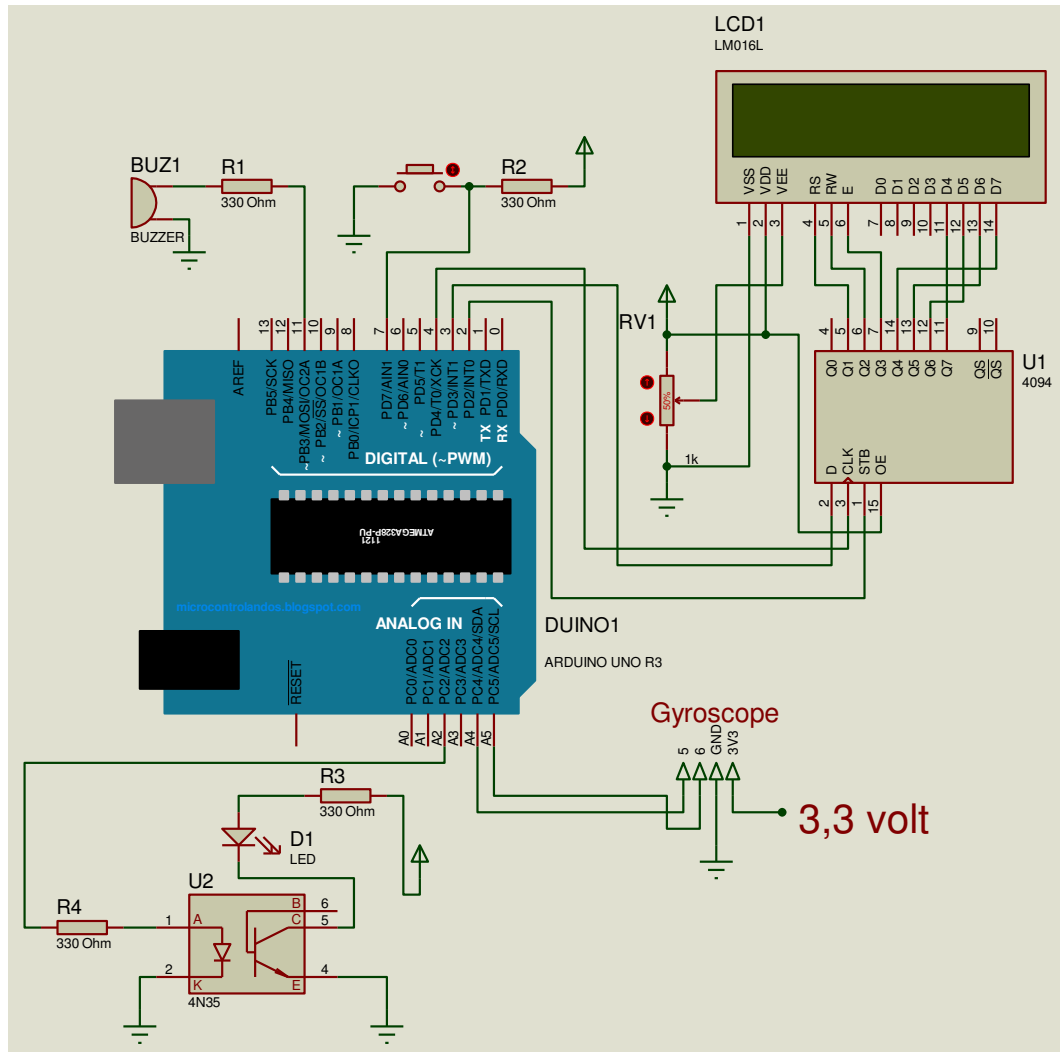 LCD1
LM016L
VSS
VDD
VEE
RS
RW
E
D0
D1
D2
D3
D4
D5
D6
D7
1
2
3
4
5
6
7
8
9
10
11
12
13
14
BUZ1
BUZZER
R1
330 Ohm
R2
330 Ohm
RV1
50%
1k
4
5
6
7
14
13
12
11
9
10
Q0
Q1
Q2
Q3
Q4
Q5
Q6
Q7
QS
QS
U1
4094
D
CLK
STB
OE
2
3
1
15
13
12
11
10
9
8
7
6
5
4
3
2
1
0
AREF
PB5/SCK
PB4/MISO
~PB3/MOSI/OC2A
~PB2/SS/OC1B
~PB1/OC1A
PB0/ICP1/CLKO
PD7/AIN1
~PD6/AIN0
~PD5/T1
PD4/T0/XCK
~PD3/INT1
PD2/INT0
PD1/TXD
PD0/RXD
TX
RX
DIGITAL (~PWM)
ATMEGA328P-PU
1121
microcontrolandos.blogspot.com
ANALOG IN
RESET
PC0/ADC0
PC1/ADC1
PC2/ADC2
PC3/ADC3
PC4/ADC4/SDA
PC5/ADC5/SCL
A0
A1
A2
A3
A4
A5
DUINO1
ARDUINO UNO R3
Gyroscope
5
6
GND
3V3
3,3 volt
R3
330 Ohm
D1
LED
U2
R4
330 Ohm
1
A
2
K
B
6
C
5
E
4
4N35